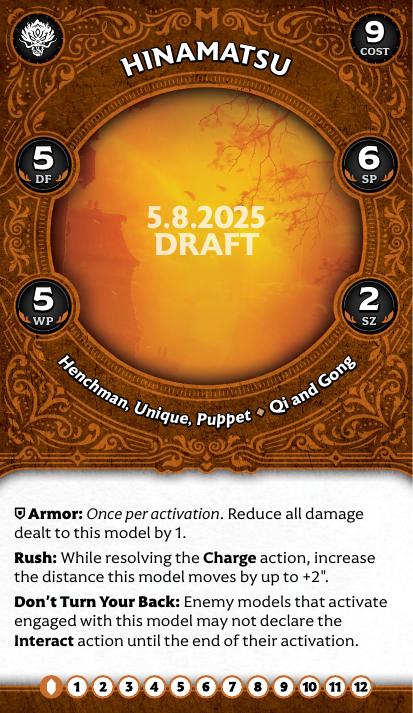 9
COST
HINAMATSU
5
DF
6
SP
5.8.2025
DRAFT
5
WP
2
SZ
Henchman, Unique, Puppet ♦ Qi and Gong
Armor: Once per activation. Reduce all damage
dealt to this model by 1.
Rush: While resolving the Charge action, increase
the distance this model moves by up to +2".
Don’t Turn Your Back: Enemy models that activate
engaged with this model may not declare the
Interact action until the end of their activation.
1 2 3 4 5 6 7 8 9 10 11 12